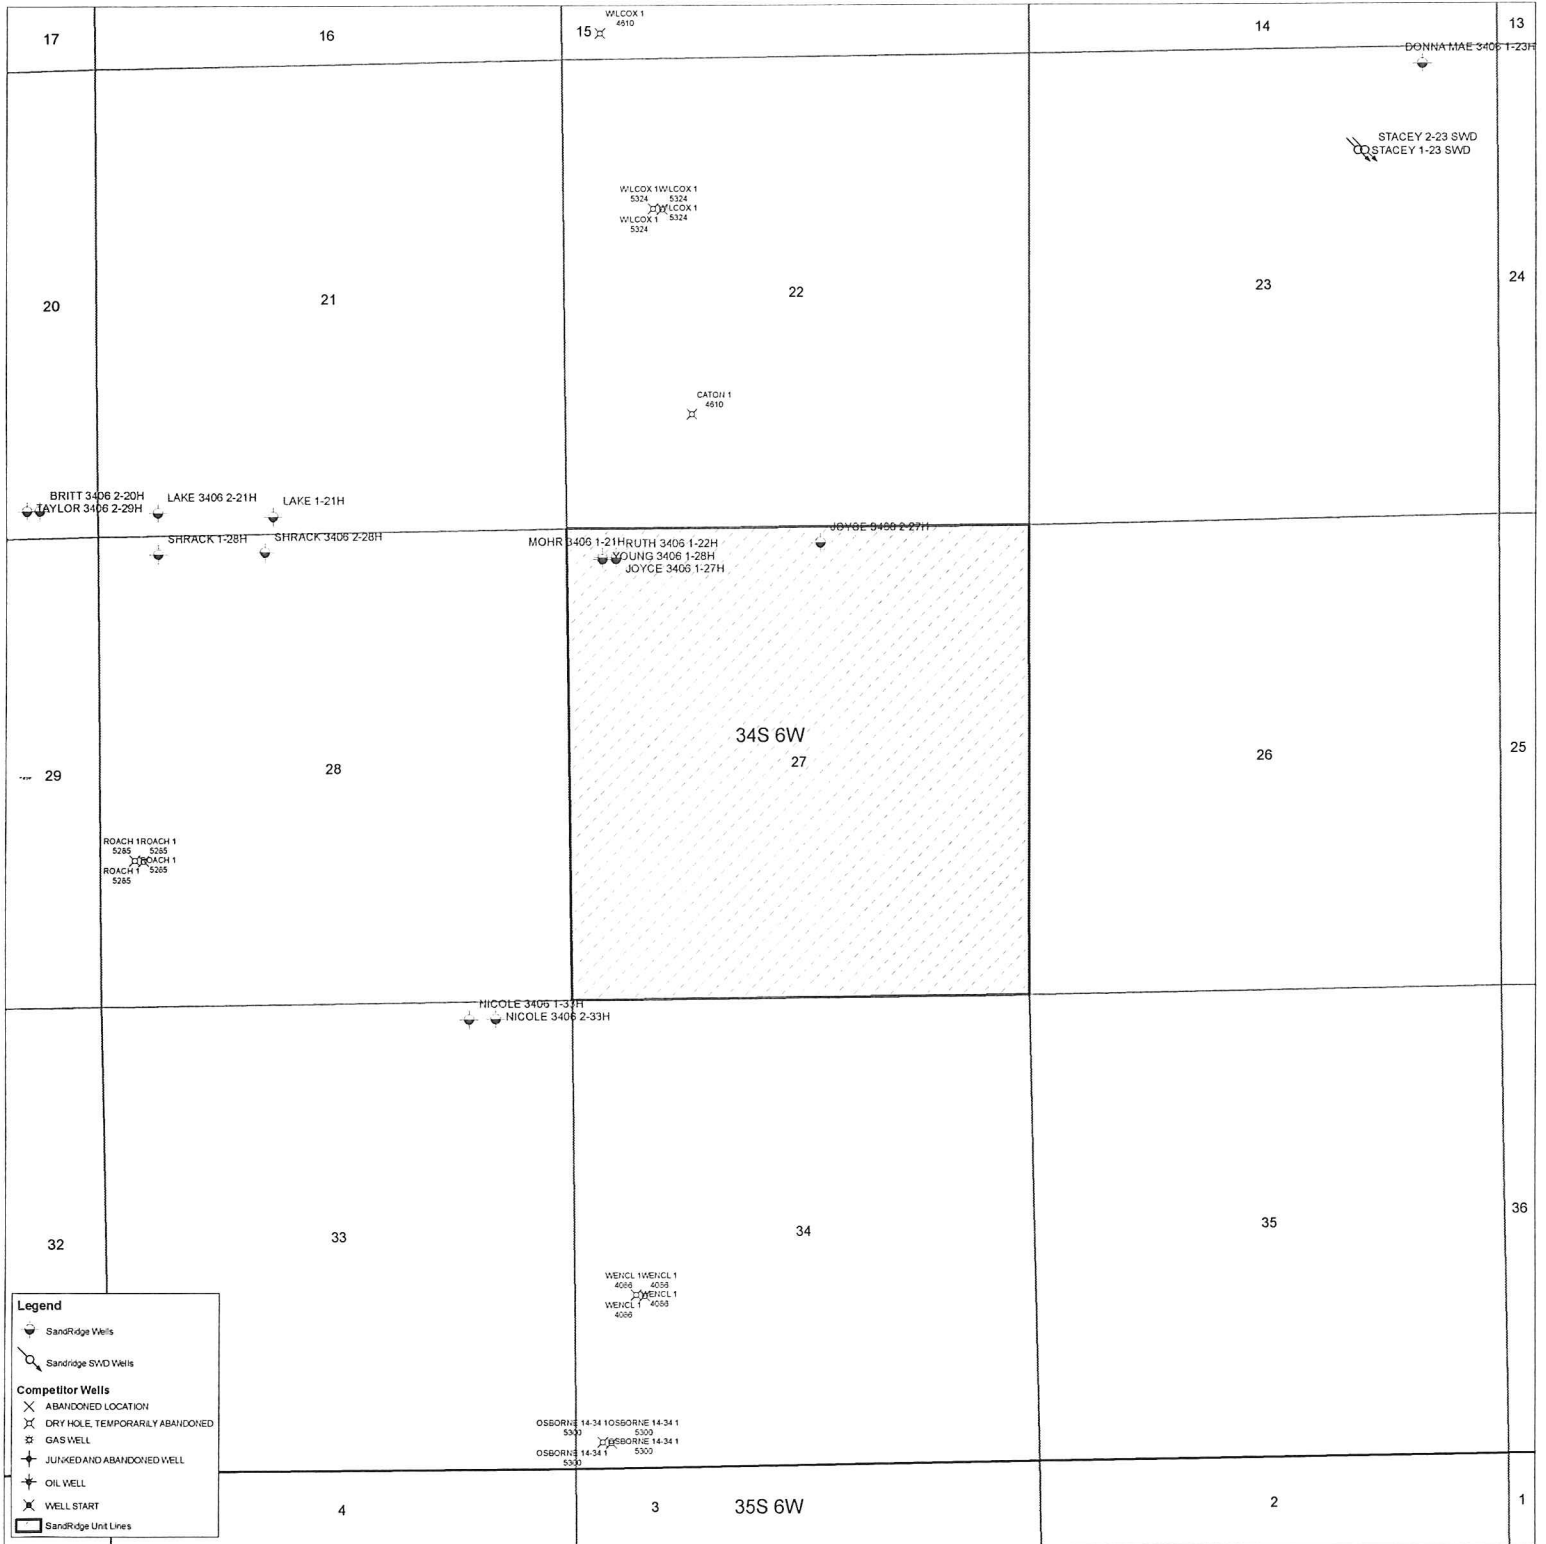 WILCOX 1
4610
17
16
15
14
13
DONNA MAE 3406 1-23H
STACEY 2-23 SWD
STACEY 1-23 SWD
WILCOX 1 WILCOX 1
5324 5324
WILCOX 1
5324
WILCOX 1
5324
20
21
22
23
24
CATON 1
4610
BRITT 3406 2-20H
TAYLOR 3406 2-29H
LAKE 3406 2-21H
LAKE 1-21H
SHRACK 1-28H
SHRACK 3406 2-28H
MOHR 3406 1-21H
RUTH 3406 1-22H
YOUNG 3406 1-28H
JOYCE 3406 1-27H
JOYCE 3406 2-27H
34S 6W
29
28
27
26
25
ROACH 1 ROACH 1
5285 5285
ROACH 1
5285
ROACH 1
5285
NICOLE 3406 1-33H
NICOLE 3406 2-33H
32
33
34
35
36
WENCL 1 WENCL 1
4056
WENCL 1
WENCL 1
OSBORNE 14-34 1 OSBORNE 14-34 1
5300 5300
OSBORNE 14-34 1
5300
OSBORNE 14-34 1
5300
4
3
35S 6W
2
1
Legend
SandRidge Wells
Sandridge SWD Wells
Competitor Wells
ABANDONED LOCATION
DRY HOLE, TEMPORARILY ABANDONED
GAS WELL
JUNKED AND ABANDONED WELL
OIL WELL
WELL START
SandRidge Unit Lines